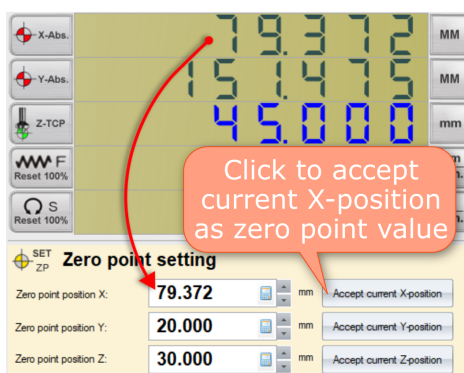 X-Abs. 79.372 MM
Y-Abs. 151.475 MM
Z-TCP 45.000 mm
F
Reset 100%
S
Reset 100%
Click to accept
current X-position
as zero point value
SET
ZP
Zero point setting
Zero point position X: 79.372 mm Accept current X-position
Zero point position Y: 20.000 mm Accept current Y-position
Zero point position Z: 30.000 mm Accept current Z-position